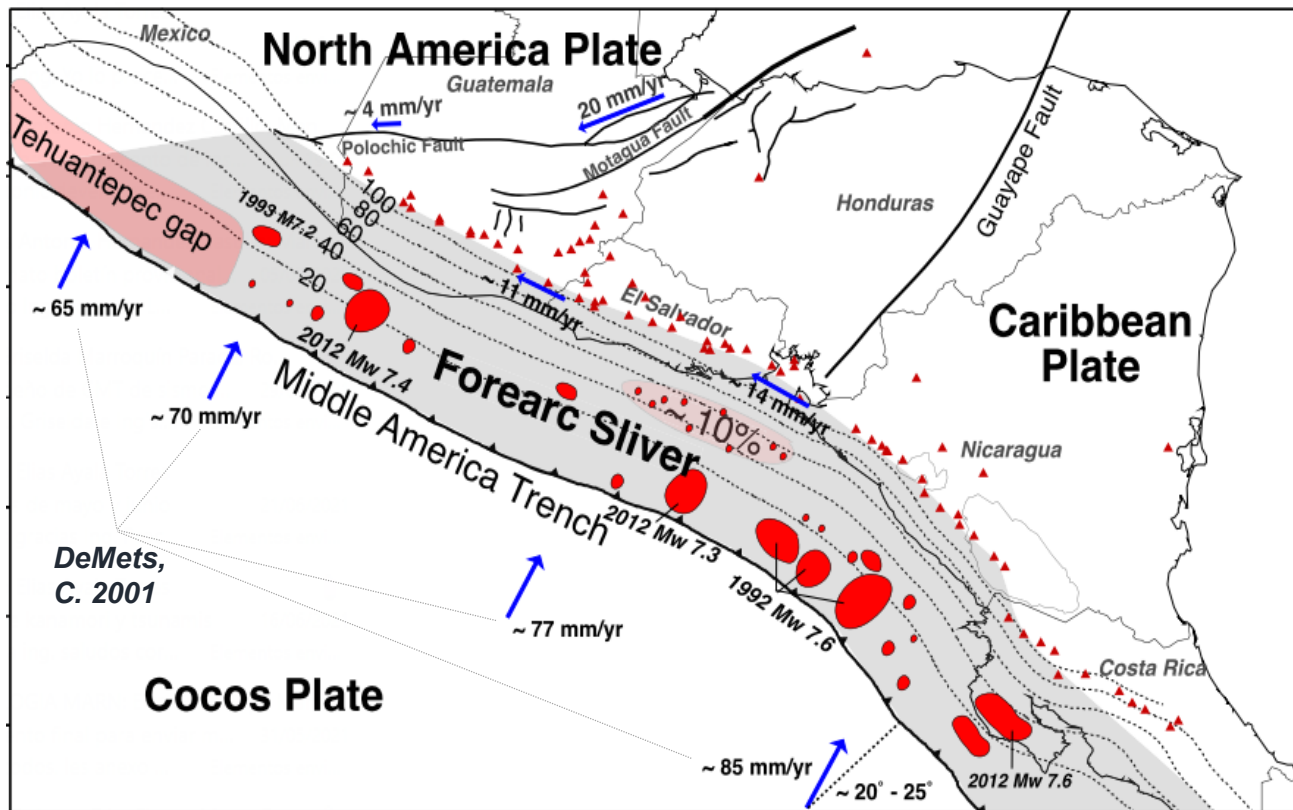 Mexico
North America Plate
Guatemala
~ 4 mm/yr
20 mm/yr
Polochic Fault
Motagua Fault
Guayape Fault
Honduras
Tehuantepec gap
100
80
60
40
20
1993 M7.2
~ 65 mm/yr
~ 11 mm/yr
El Salvador
Caribbean
Plate
2012 Mw 7.4
Forearc Sliver
~ 10%
~ 14 mm/yr
~ 70 mm/yr
Middle America Trench
Nicaragua
2012 Mw 7.3
DeMets,
C. 2001
1992 Mw 7.6
~ 77 mm/yr
Costa Rica
Cocos Plate
~ 85 mm/yr
~ 20° - 25°
2012 Mw 7.6